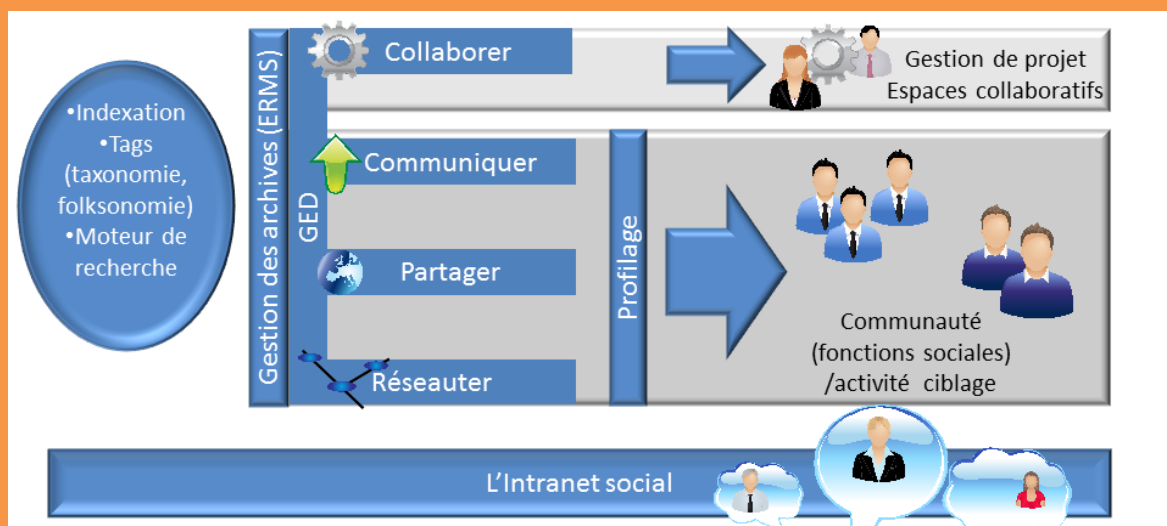 •Indexation
•Tags
(taxonomie,
folksonomie)
•Moteur de
recherche
Gestion des archives (ERMS)
GED
Collaborer
Communiquer
Partager
Réseauter
Profilage
Gestion de projet
Espaces collaboratifs
Communauté
(fonctions sociales)
/activité ciblage
L’Intranet social